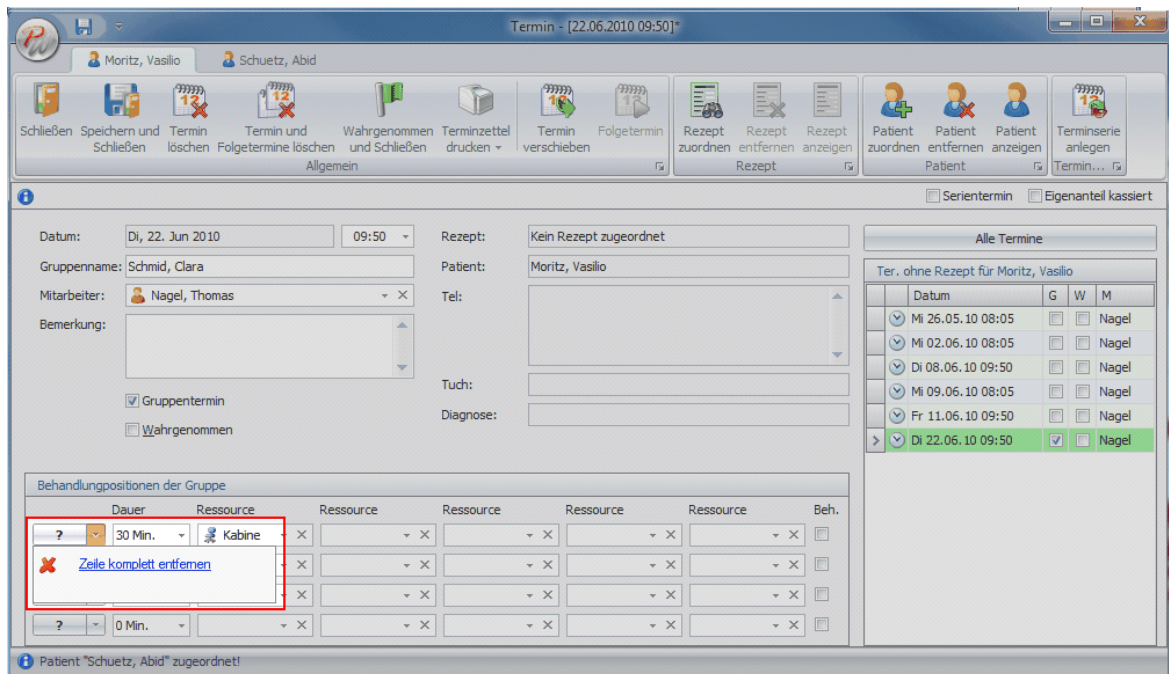 Termin - [22.06.2010 09:50]*
Moritz, Vasilio
Schuetz, Abid
Schließen
Speichern und Schließen
Termin löschen
Termin und Folgetermine löschen
Wahrgenommen und Schließen
Terminzettel drucken
Termin verschieben
Folgetermin
Rezept zuordnen
Rezept entfernen
Rezept anzeigen
Patient zuordnen
Patient entfernen
Patient anzeigen
Terminserie anlegen
Allgemein
Rezept
Patient
Termin...
Serientermin
Eigenanteil kassiert
Datum: Di, 22. Jun 2010 09:50
Gruppenname: Schmid, Clara
Mitarbeiter: Nagel, Thomas
Bemerkung:
Gruppentermin
Wahrgenommen
Rezept: Kein Rezept zugeordnet
Patient: Moritz, Vasilio
Tel:
Tuch:
Diagnose:
Alle Termine
Ter. ohne Rezept für Moritz, Vasilio
Datum G W M
Mi 26.05.10 08:05 Nagel
Mi 02.06.10 08:05 Nagel
Di 08.06.10 09:50 Nagel
Mi 09.06.10 08:05 Nagel
Fr 11.06.10 09:50 Nagel
Di 22.06.10 09:50 Nagel
Behandlungpositionen der Gruppe
Dauer Ressource Ressource Ressource Ressource Ressource Beh.
? 30 Min. Kabine
Zeile komplett entfernen
? 0 Min.
Patient "Schuetz, Abid" zugeordnet!